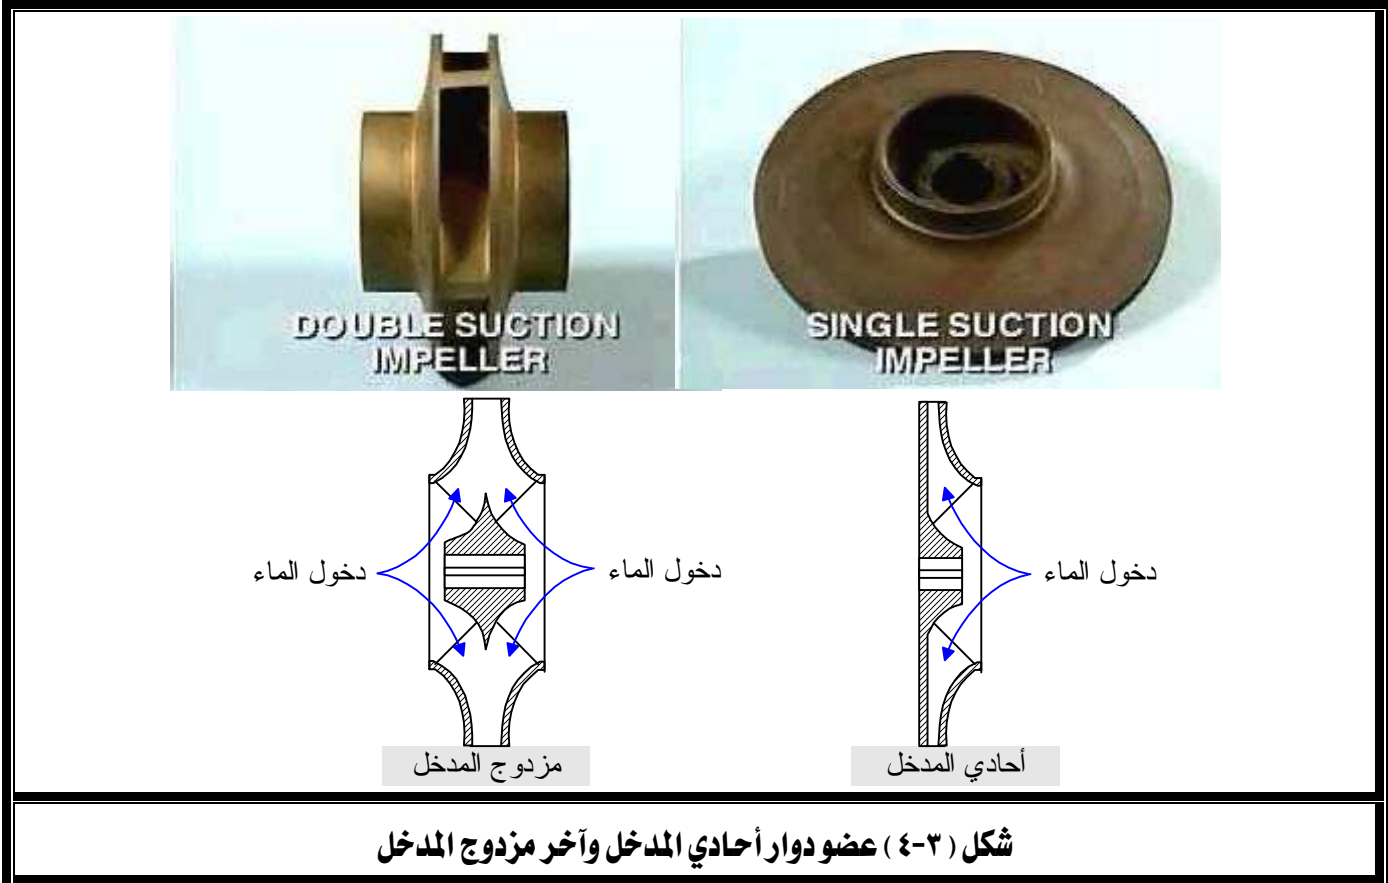 DOUBLE SUCTION
IMPELLER
SINGLE SUCTION
IMPELLER
دخول الماء
دخول الماء
دخول الماء
مزدوج المدخل
أحادي المدخل
شكل (٣-٤) عضو دوار أحادي المدخل وآخر مزدوج المدخل